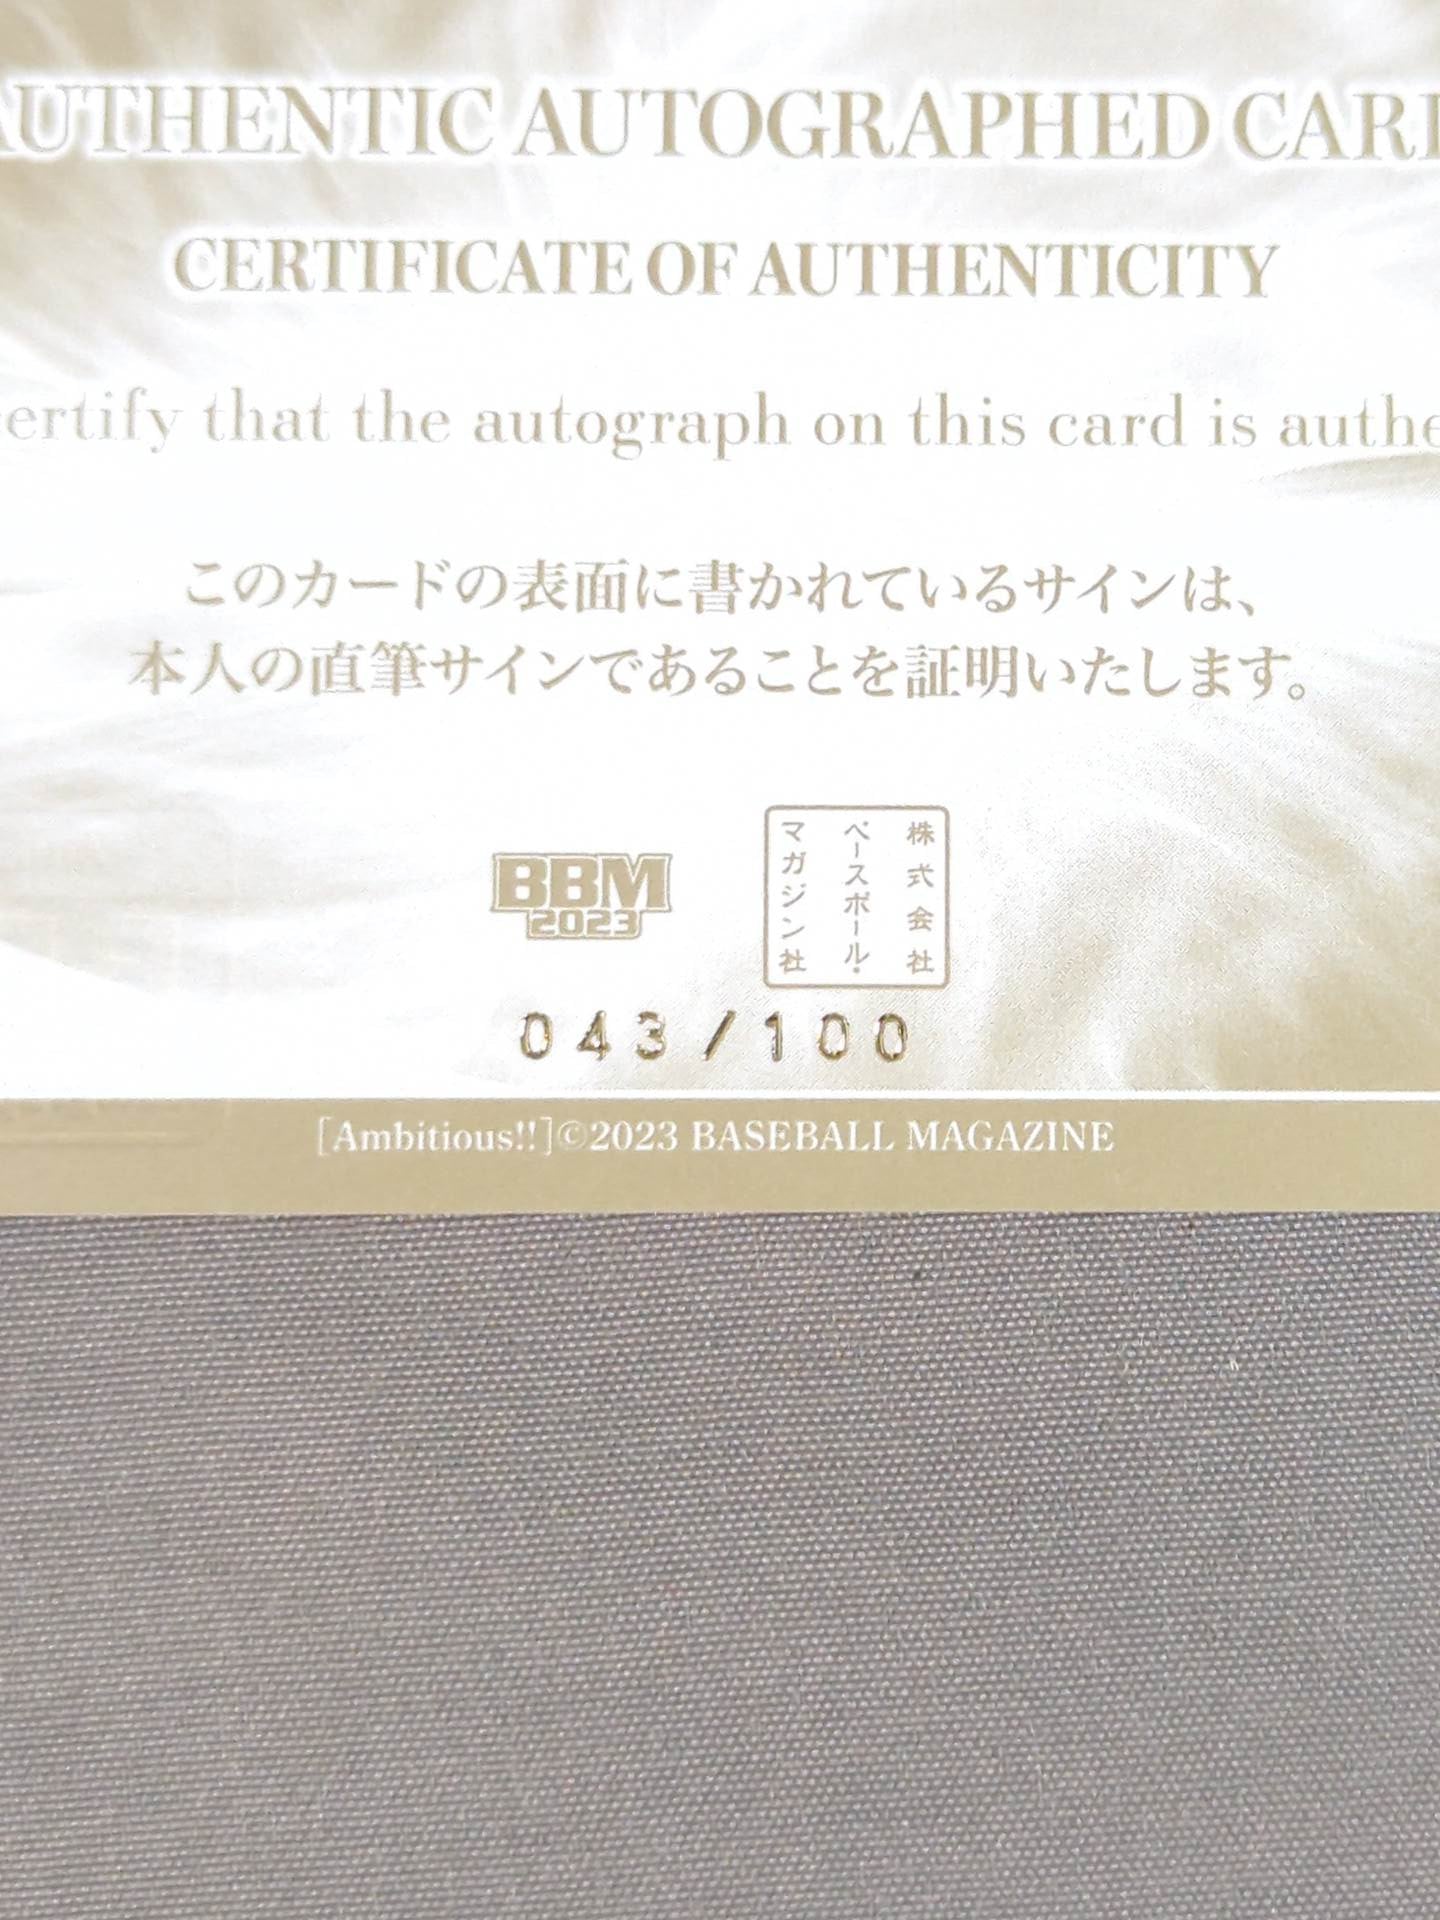 AUTHENTIC AUTOGRAPHED CARD
CERTIFICATE OF AUTHENTICITY
certify that the autograph on this card is authe
このカードの表面に書かれているサインは、
本人の直筆サインであることを証明いたします。
BBM
2023
株式会社
ベースボール・
マガジン社
043/100
[Ambitious!!]©2023 BASEBALL MAGAZINE